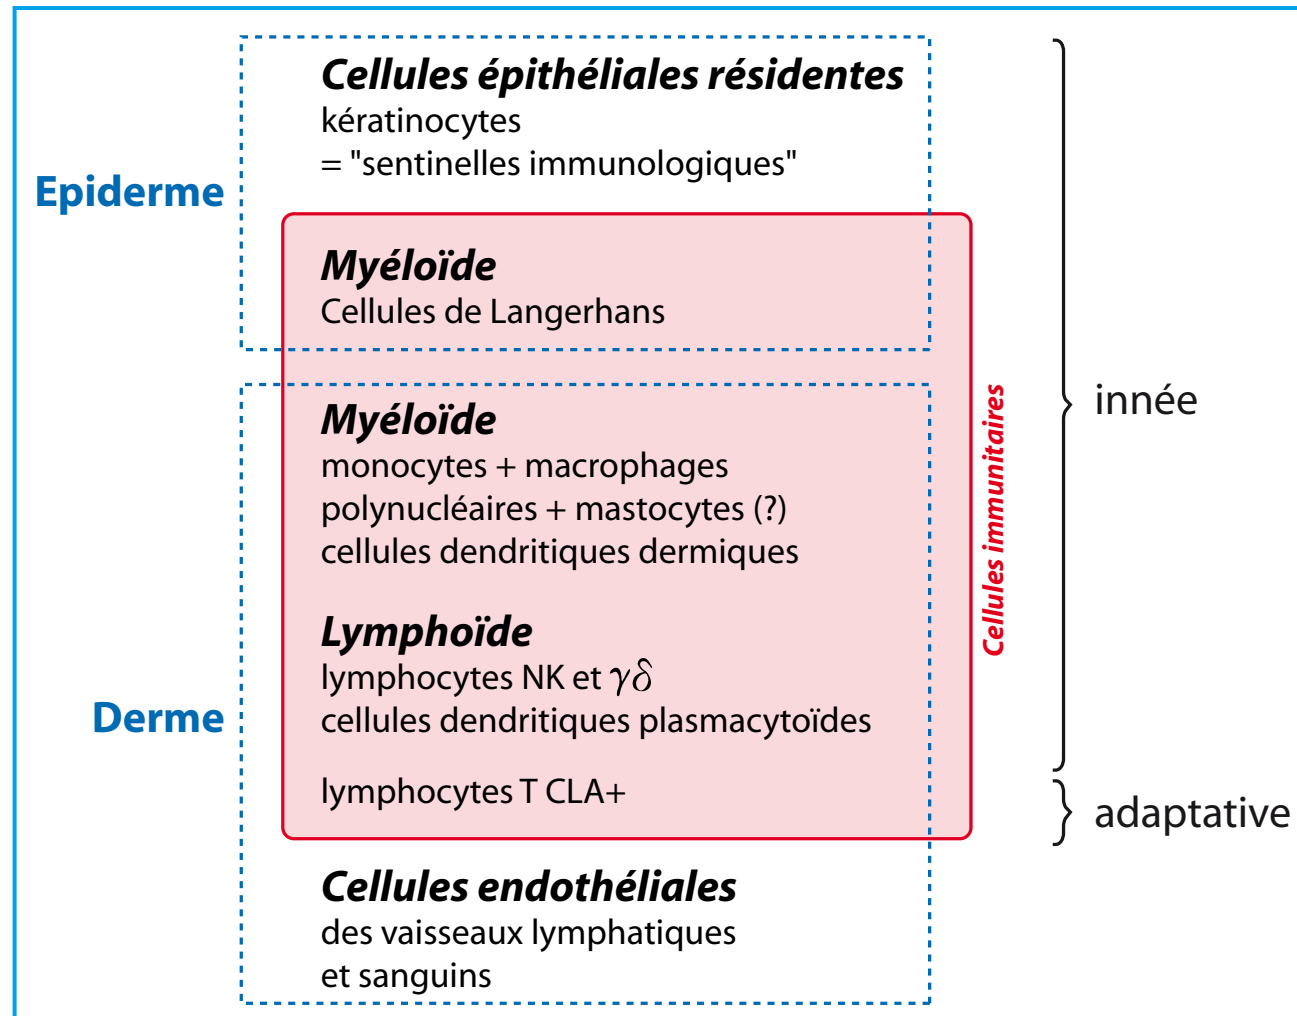 Cellules épithéliales résidentes
kératinocytes
= "sentinelles immunologiques"
Epiderme
Myéloïde
Cellules de Langerhans
Myéloïde
monocytes + macrophages
polynucléaires + mastocytes (?)
cellules dendritiques dermiques
Lymphoïde
lymphocytes NK et γδ
cellules dendritiques plasmacytoïdes
Derme
lymphocytes T CLA+
Cellules endothéliales
des vaisseaux lymphatiques
et sanguins
Cellules immunitaires
innée
adaptative